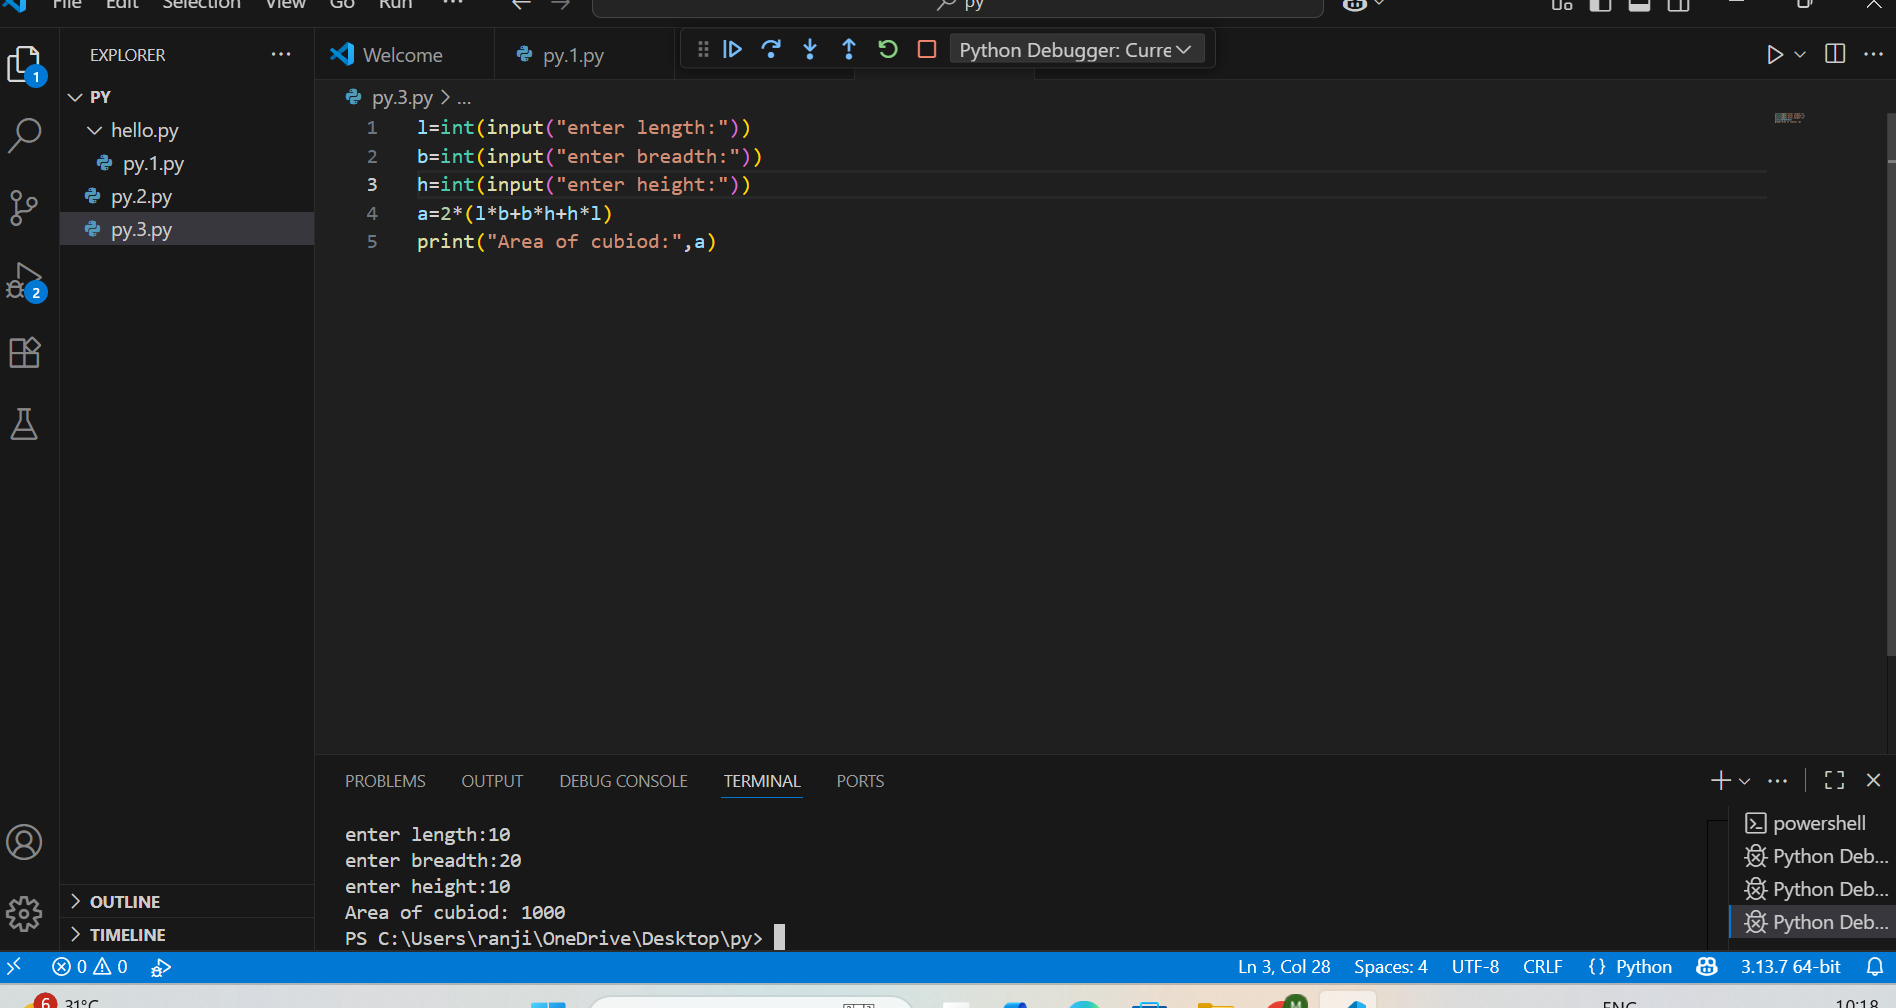 File Edit Selection View Go Run ...
py
EXPLORER ...
Welcome
py.1.py
Python Debugger: Curre
1
PY
hello.py
py.1.py
py.2.py
py.3.py
py.3.py > ...
1 l=int(input("enter length:"))
2 b=int(input("enter breadth:"))
3 h=int(input("enter height:"))
4 a=2*(l*b+b*h+h*l)
5 print("Area of cubiod:",a)
2
PROBLEMS OUTPUT DEBUG CONSOLE TERMINAL PORTS
enter length:10
enter breadth:20
enter height:10
Area of cubiod: 1000
PS C:\Users\ranji\OneDrive\Desktop\py>
powershell
Python Deb...
Python Deb...
Python Deb...
OUTLINE
TIMELINE
0 0
Ln 3, Col 28 Spaces: 4 UTF-8 CRLF {} Python 3.13.7 64-bit
6 31°C
M
ENG
10:18